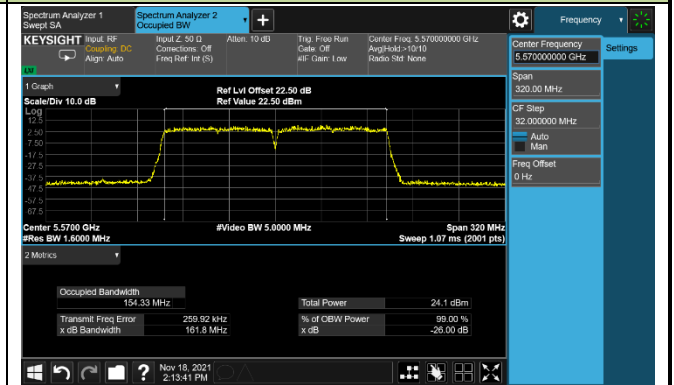 Spectrum Analyzer 1
Swept SA
Spectrum Analyzer 2
Occupied BW
+
Frequency
KEYSIGHT
Input: RF
Coupling: DC
Align: Auto
Input Z: 50 Ω
Corrections: Off
Freq Ref: Int (S)
Atten: 10 dB
Trig: Free Run
Gate: Off
#IF Gain: Low
Center Freq: 5.570000000 GHz
Avg|Hold:>10/10
Radio Std: None
LXI
Center Frequency
5.570000000 GHz
Settings
Span
320.00 MHz
CF Step
32.000000 MHz
Auto
Man
Freq Offset
0 Hz
1 Graph
Scale/Div 10.0 dB
Ref Lvl Offset 22.50 dB
Ref Value 22.50 dBm
Log
12.5
2.50
-7.50
-17.5
-27.5
-37.5
-47.5
-57.5
-67.5
Center 5.5700 GHz
#Res BW 1.6000 MHz
#Video BW 5.0000 MHz
Span 320 MHz
Sweep 1.07 ms (2001 pts)
2 Metrics
Occupied Bandwidth
154.33 MHz
Total Power 24.1 dBm
Transmit Freq Error 259.92 kHz
% of OBW Power 99.00 %
x dB Bandwidth 161.8 MHz
x dB -26.00 dB
?
Nov 18, 2021
2:13:41 PM